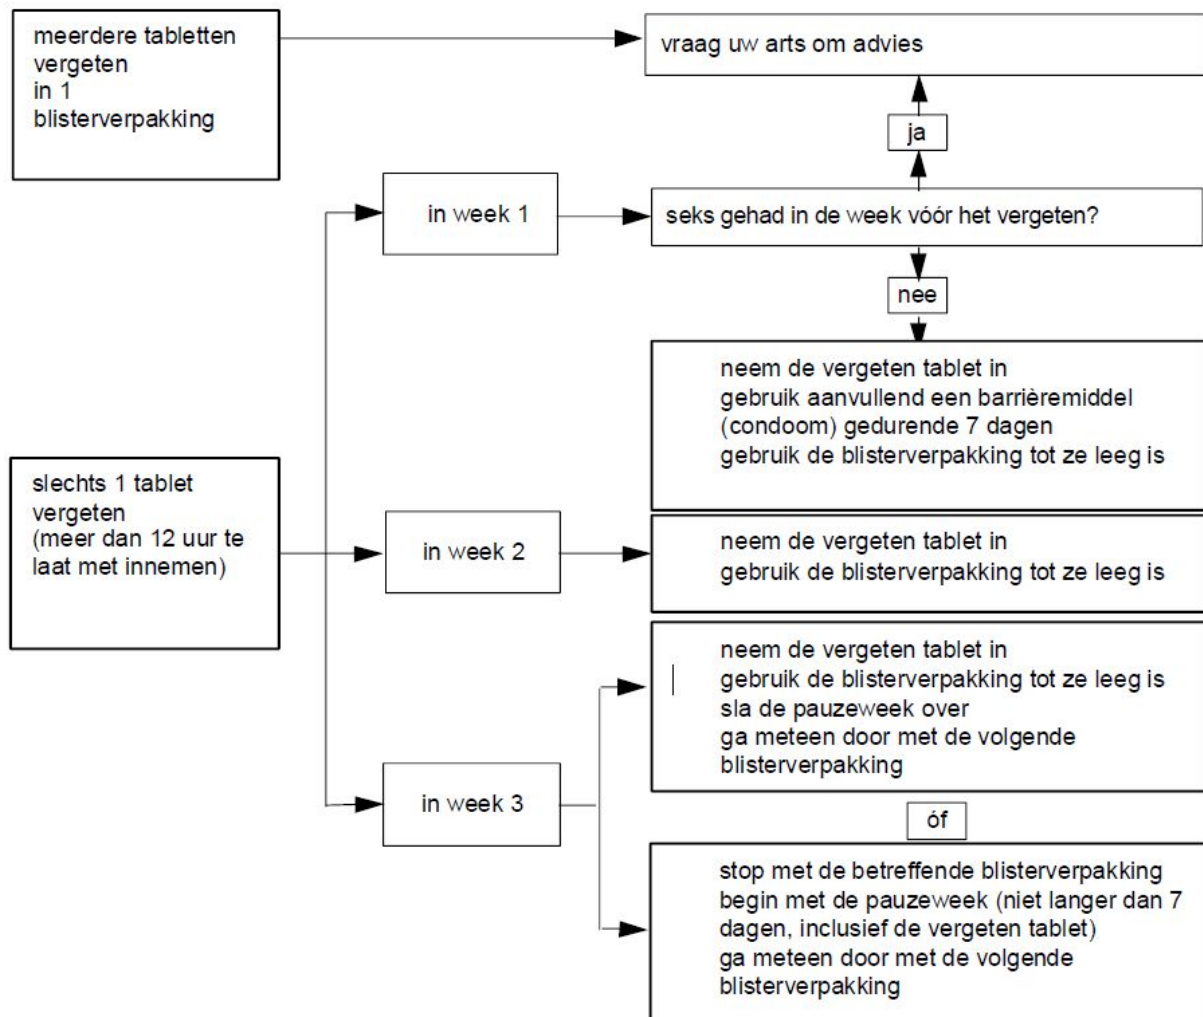 meerdere tabletten
vergeten
in 1
blisterverpakking
vraag uw arts om advies
ja
in week 1
seks gehad in de week vóór het vergeten?
nee
neem de vergeten tablet in
gebruik aanvullend een barrièremiddel
(condoom) gedurende 7 dagen
gebruik de blisterverpakking tot ze leeg is
slechts 1 tablet
vergeten
(meer dan 12 uur te
laat met innemen)
in week 2
neem de vergeten tablet in
gebruik de blisterverpakking tot ze leeg is
in week 3
neem de vergeten tablet in
gebruik de blisterverpakking tot ze leeg is
sla de pauzeweek over
ga meteen door met de volgende
blisterverpakking
óf
stop met de betreffende blisterverpakking
begin met de pauzeweek (niet langer dan 7
dagen, inclusief de vergeten tablet)
ga meteen door met de volgende
blisterverpakking